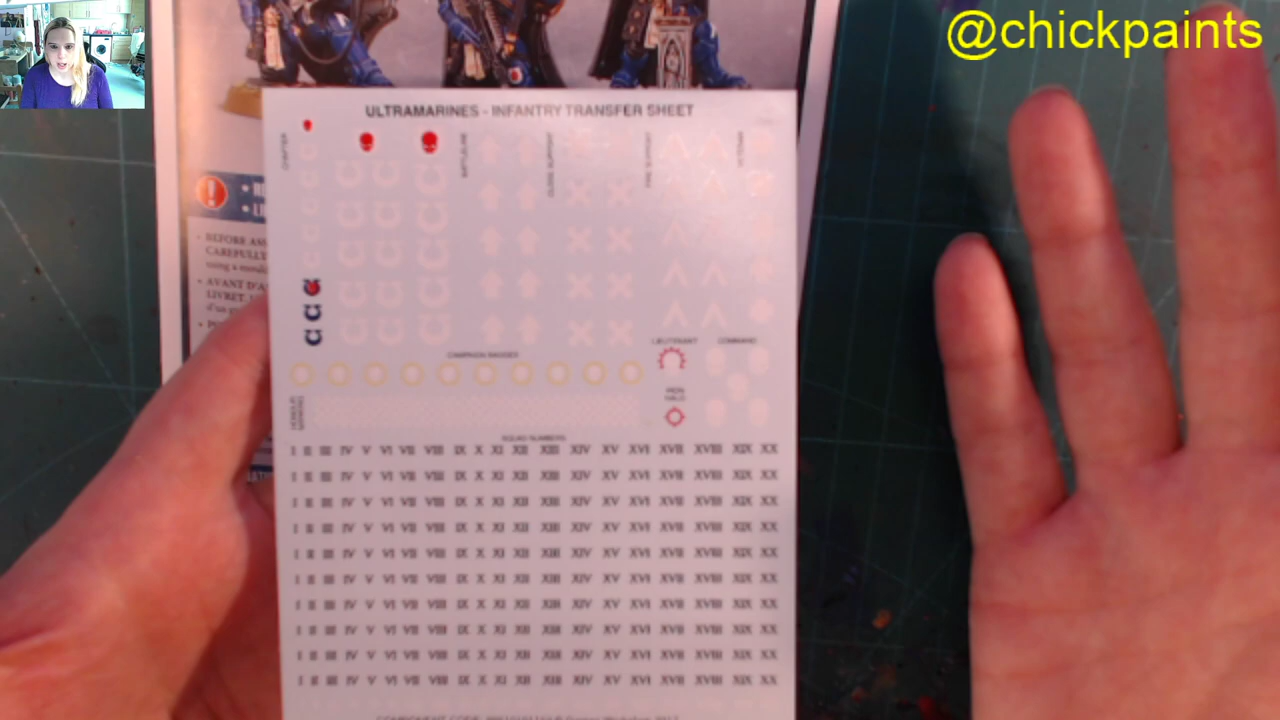 @chickpaints
ULTRAMARINES - INFANTRY TRANSFER SHEET
CHAPTER
BATTLELINE
CLOSE SUPPORT
FIRE SUPPORT
VETERAN
BEFORE ASS
CAREFULLY
AVANT D'A
LIVRET,
CAMPAIGN BADGES
LIEUTENANT
COMMAND
IRON
HALO
HONOUR
MARKINGS
SQUAD NUMBERS
I II III IV V VI VII VIII IX X XI XII XIII XIV XV XVI XVII XVIII XIX XX
I II III IV V VI VII VIII IX X XI XII XIII XIV XV XVI XVII XVIII XIX XX
I II III IV V VI VII VIII IX X XI XII XIII XIV XV XVI XVII XVIII XIX XX
I II III IV V VI VII VIII IX X XI XII XIII XIV XV XVI XVII XVIII XIX XX
I II III IV V VI VII VIII IX X XI XII XIII XIV XV XVI XVII XVIII XIX XX
I II III IV V VI VII VIII IX X XI XII XIII XIV XV XVI XVII XVIII XIX XX
I II III IV V VI VII VIII IX X XI XII XIII XIV XV XVI XVII XVIII XIX XX
I II III IV V VI VII VIII IX X XI XII XIII XIV XV XVI XVII XVIII XIX XX
I II III IV V VI VII VIII IX X XI XII XIII XIV XV XVI XVII XVIII XIX XX
I II III IV V VI VII VIII IX X XI XII XIII XIV XV XVI XVII XVIII XIX XX